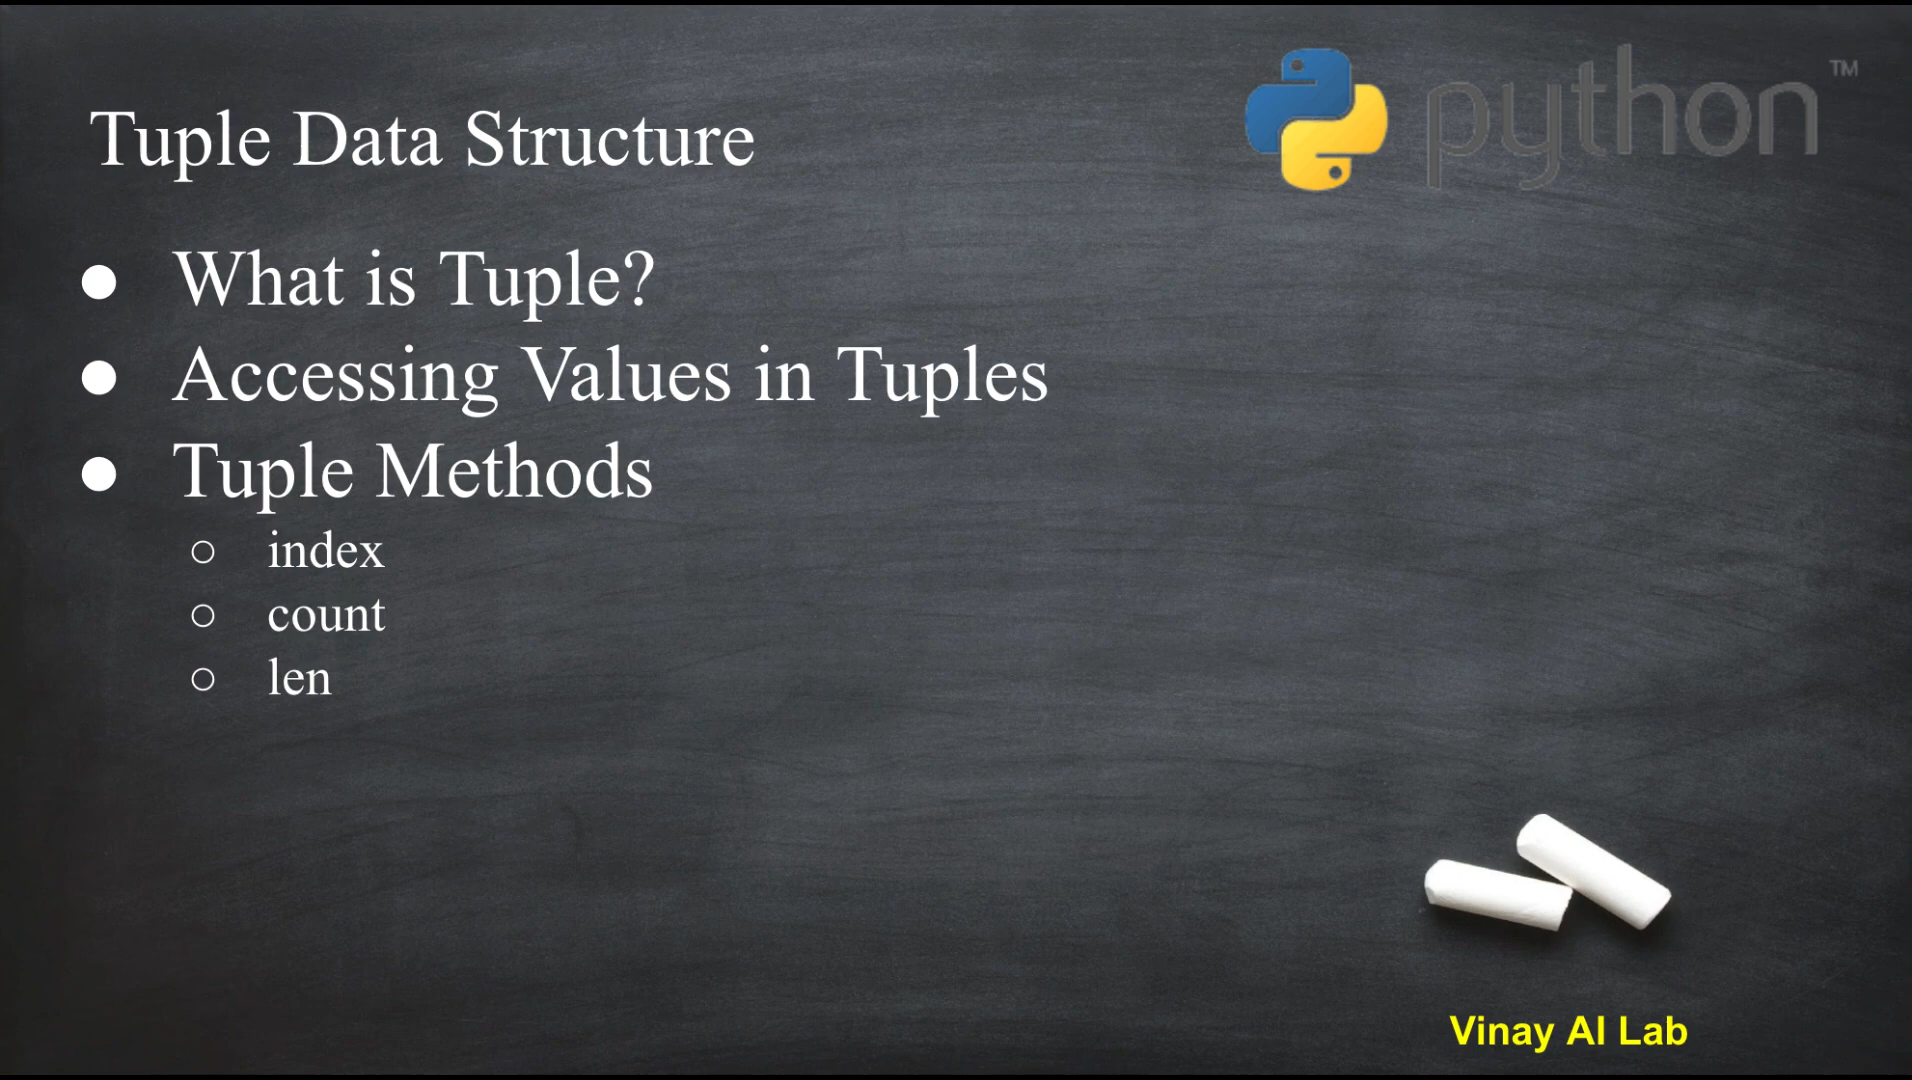 python™
Tuple Data Structure
● What is Tuple?
● Accessing Values in Tuples
● Tuple Methods
○ index
○ count
○ len
Vinay AI Lab